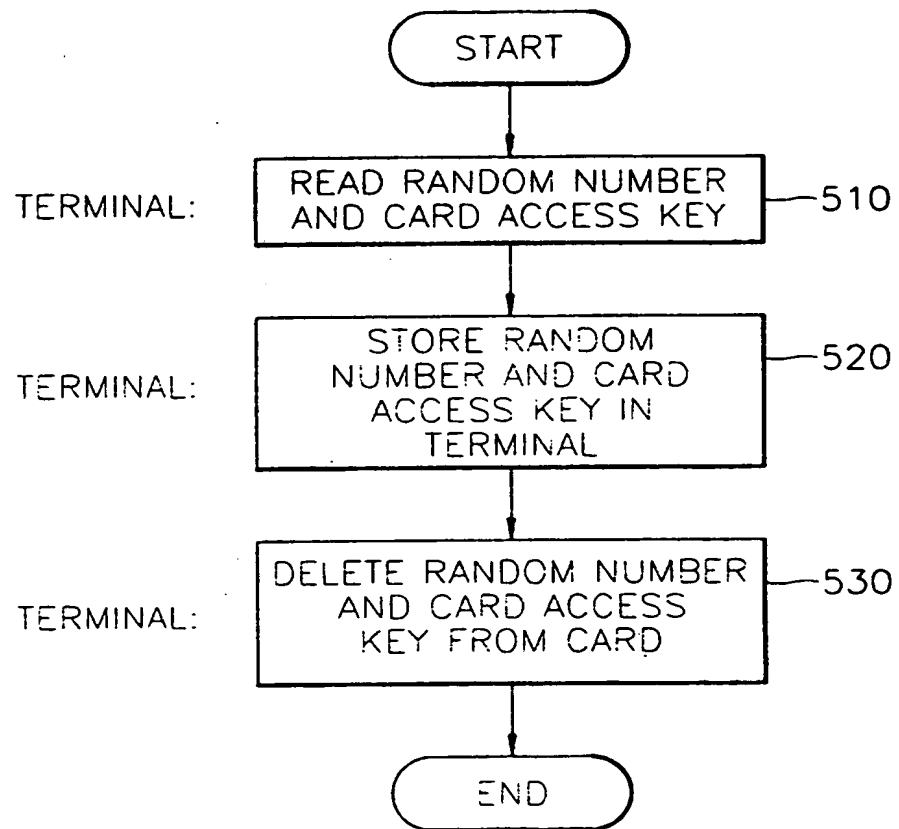 START
TERMINAL:
READ RANDOM NUMBER
AND CARD ACCESS KEY
510
TERMINAL:
STORE RANDOM
NUMBER AND CARD
ACCESS KEY IN
TERMINAL
520
TERMINAL:
DELETE RANDOM NUMBER
AND CARD ACCESS
KEY FROM CARD
530
END